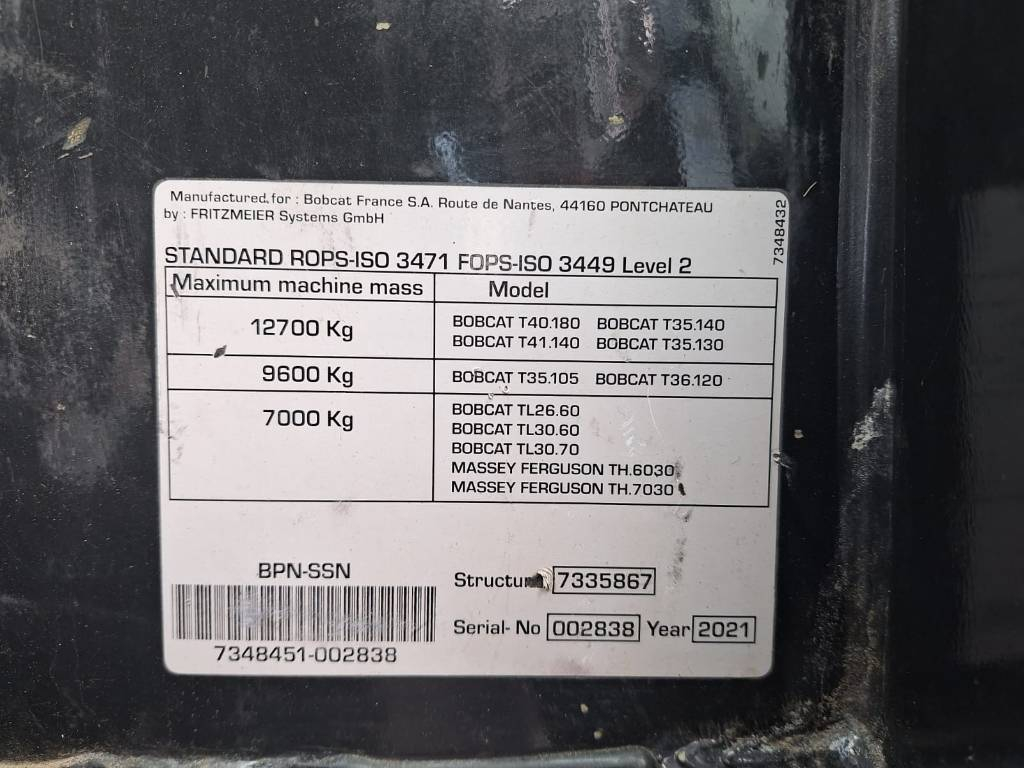 Manufactured for : Bobcat France S.A. Route de Nantes, 44160 PONTCHATEAU
by : FRITZMEIER Systems GmbH
7348432
STANDARD ROPS-ISO 3471 FOPS-ISO 3449 Level 2
Maximum machine mass Model
12700 Kg
BOBCAT T40.180 BOBCAT T35.140
BOBCAT T41.140 BOBCAT T35.130
9600 Kg BOBCAT T35.105 BOBCAT T36.120
7000 Kg
BOBCAT TL26.60
BOBCAT TL30.60
BOBCAT TL30.70
MASSEY FERGUSON TH.6030
MASSEY FERGUSON TH.7030
BPN-SSN
7348451-002838
Structure 7335867
Serial-No 002838 Year 2021